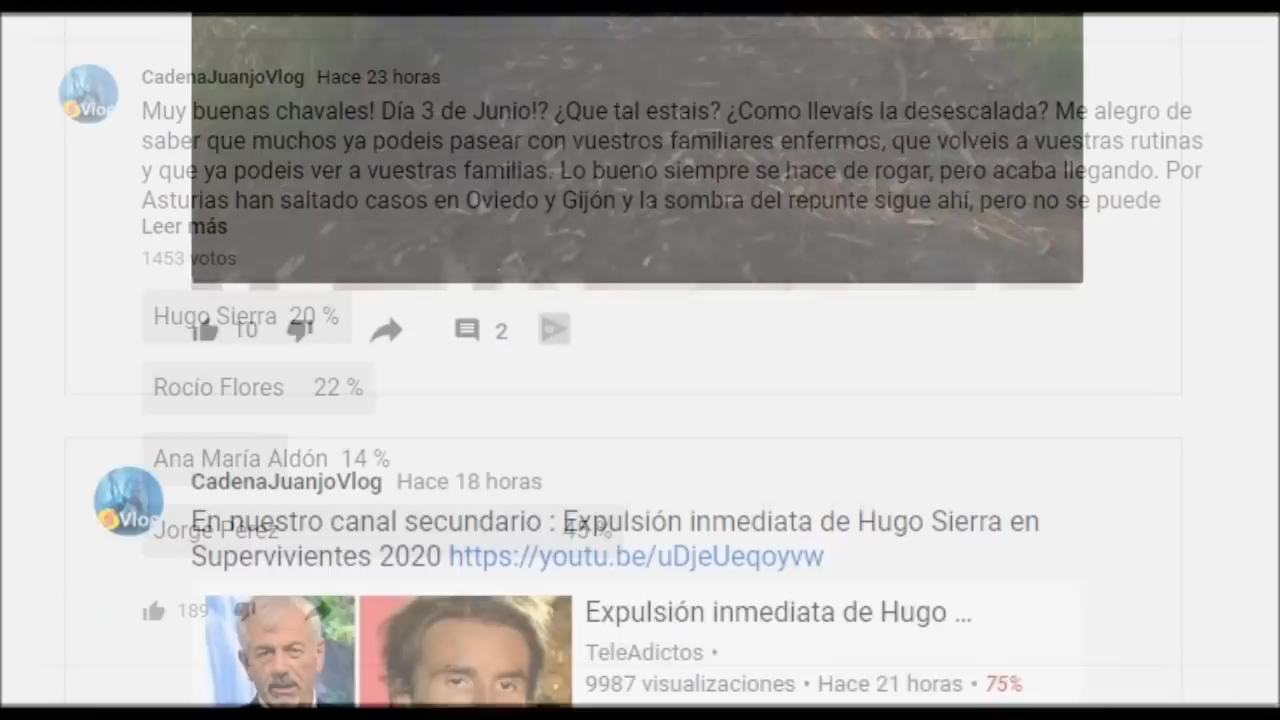 CadenaJuanjoVlog Hace 23 horas
Muy buenas chavales! Día 3 de Junio!? ¿Que tal estais? ¿Como llevaís la desescalada? Me alegro de
saber que muchos ya podeis pasear con vuestros familiares enfermos, que volveis a vuestras rutinas
y que ya podeis ver a vuestras familias. Lo bueno siempre se hace de rogar, pero acaba llegando. Por
Asturias han saltado casos en Oviedo y Gijón y la sombra del repunte sigue ahí, pero no se puede
Leer más
1453 votos
Hugo Sierra 20 %
10 2
Rocío Flores 22 %
Ana María Aldón 14 %
Jorge Pérez
189
Vlog
CadenaJuanjoVlog Hace 18 horas
En nuestro canal secundario : Expulsión inmediata de Hugo Sierra en
Supervivientes 2020 https://youtu.be/uDjeUeqoyvw
Expulsión inmediata de Hugo ...
TeleAdictos •
9987 visualizaciones • Hace 21 horas • 75%